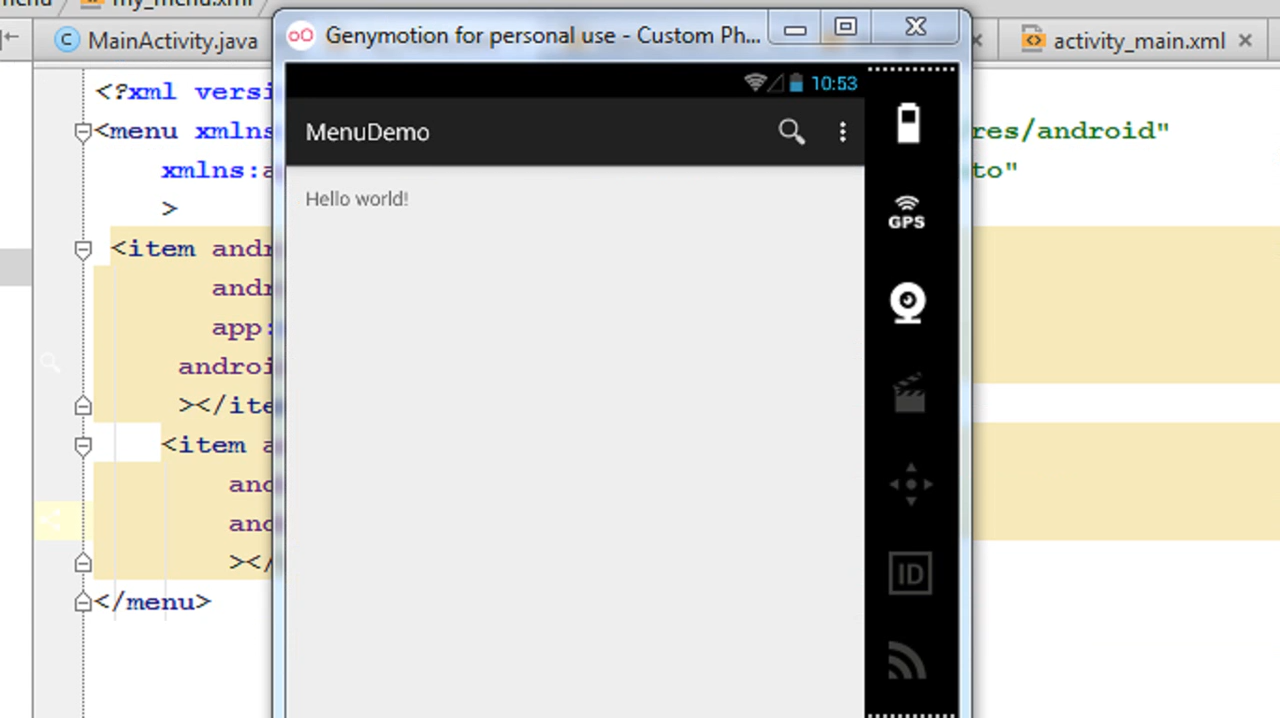 my_menu.xml
MainActivity.java
Genymotion for personal use - Custom Ph...
activity_main.xml
10:53
<?xml versi
MenuDemo
<menu xmlns
res/android"
xmlns:a
to"
Hello world!
>
GPS
<item andr
andr
app:
androi
></ite
<item a
and
and
ID
></
</menu>